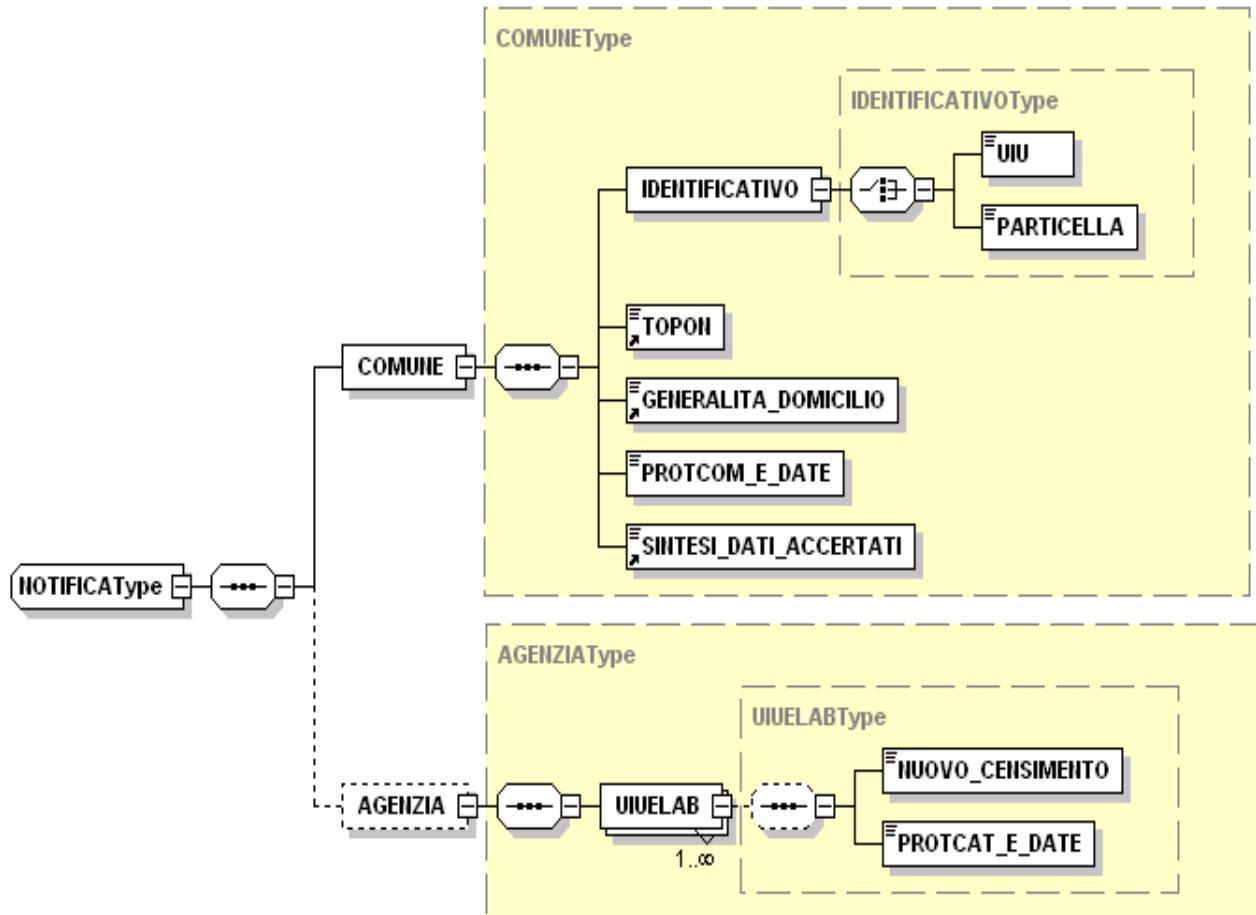 COMUNEType
IDENTIFICATIVOType
UIU
IDENTIFICATIVO
PARTICELLA
TOPON
COMUNE
GENERALITA_DOMICILIO
PROTCOM_E_DATE
SINTESI_DATI_ACCERTATI
NOTIFICAType
AGENZIAType
UIUELABType
NUOVO_CENSIMENTO
AGENZIA
UIUELAB
PROTCAT_E_DATE
1..∞